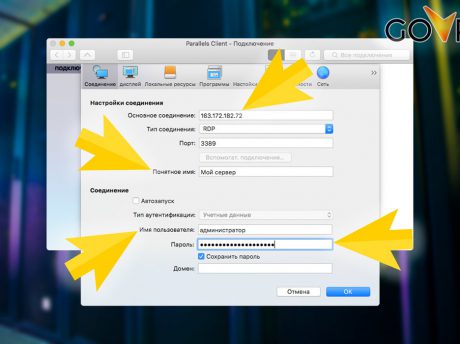 GOVE
Parallels Client – Подключение
Все подключения
подключ
Соединение дисплей Локальные ресурсы Программы Настройки ности Сеть
Настройки соединения
Основное соединение: 163.172.182.72
Тип соединения: RDP
Порт: 3389
Вспомогат. подключение...
Понятное имя: Мой сервер
Соединение
Автозапуск
Тип аутентификации: Учетные данные
Имя пользователя: администратор
Пароль: ••••••••••••••••••••
Сохранить пароль
Домен:
Отмена OK